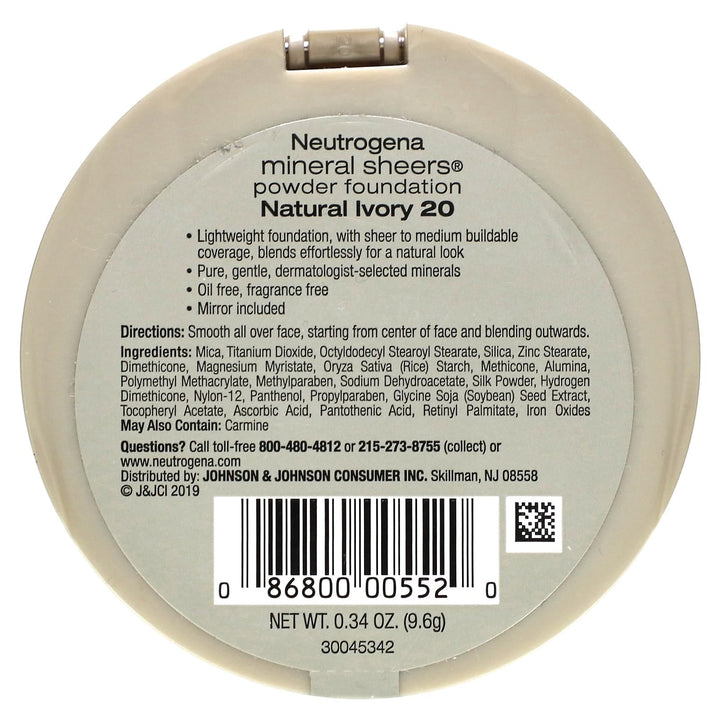 Neutrogena
mineral sheers®
powder foundation
Natural Ivory 20
• Lightweight foundation, with sheer to medium buildable
coverage, blends effortlessly for a natural look
• Pure, gentle, dermatologist-selected minerals
• Oil free, fragrance free
• Mirror included
Directions: Smooth all over face, starting from center of face and blending outwards.
Ingredients: Mica, Titanium Dioxide, Octyldodecyl Stearoyl Stearate, Silica, Zinc Stearate,
Dimethicone, Magnesium Myristate, Oryza Sativa (Rice) Starch, Methicone, Alumina,
Polymethyl Methacrylate, Methylparaben, Sodium Dehydroacetate, Silk Powder, Hydrogen
Dimethicone, Nylon-12, Panthenol, Propylparaben, Glycine Soja (Soybean) Seed Extract,
Tocopheryl Acetate, Ascorbic Acid, Pantothenic Acid, Retinyl Palmitate, Iron Oxides
May Also Contain: Carmine
Questions? Call toll-free 800-480-4812 or 215-273-8755 (collect) or
www.neutrogena.com
Distributed by: JOHNSON & JOHNSON CONSUMER INC. Skillman, NJ 08558
© J&JCI 2019
0 86800 00552 0
NET WT. 0.34 OZ. (9.6g)
30045342